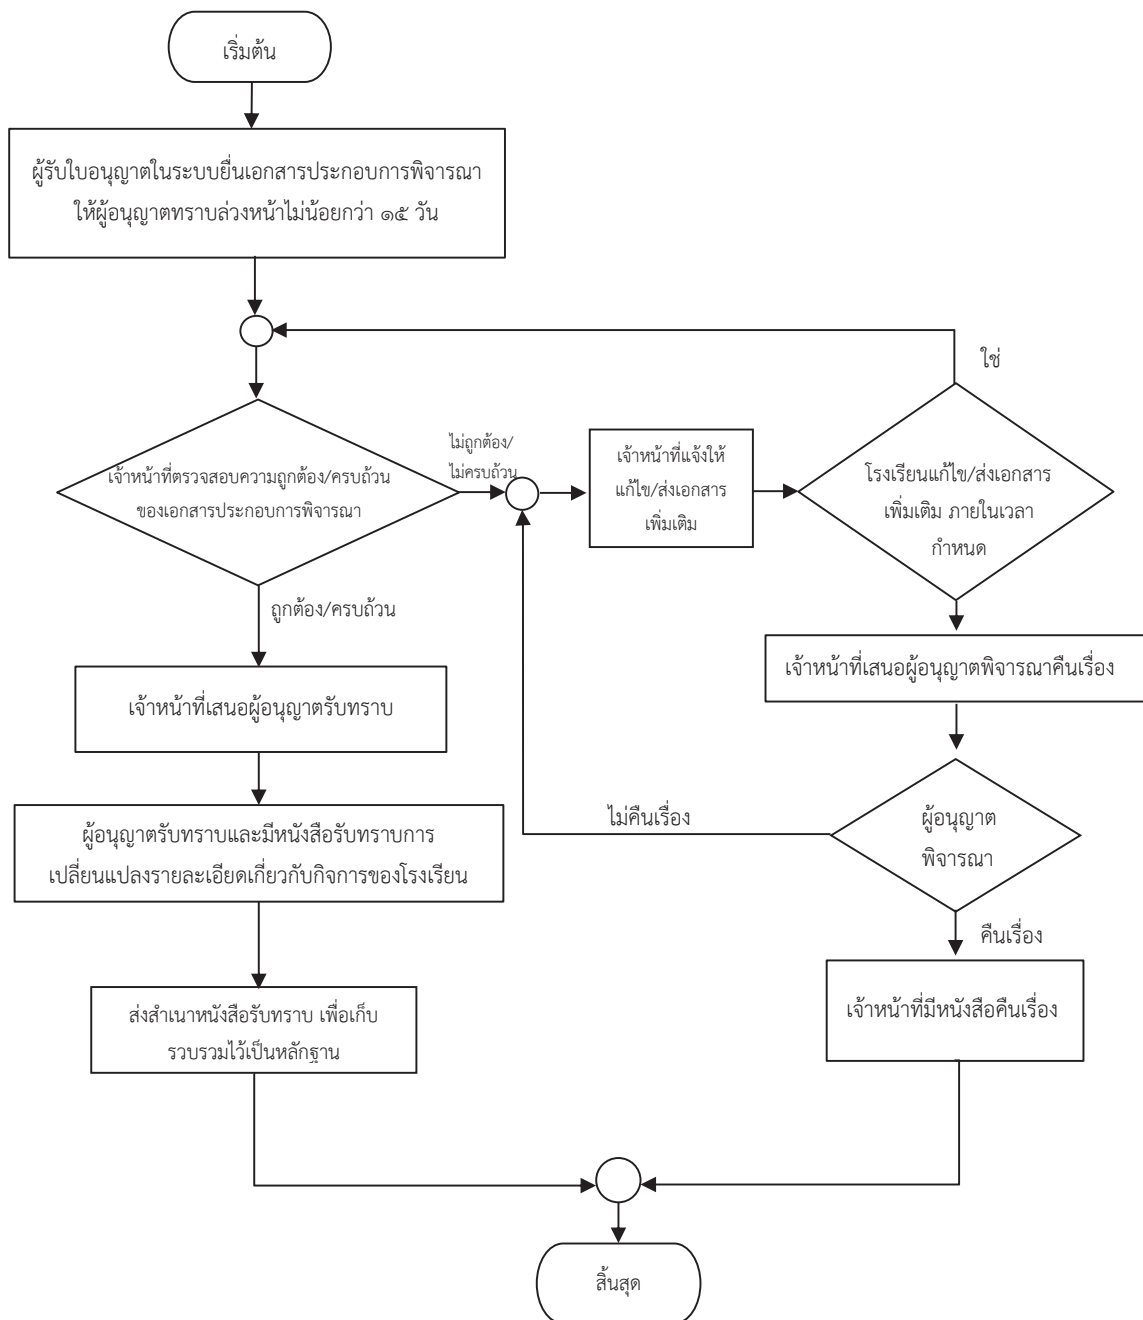 เริ่มต้น
ผู้รับใบอนุญาตในระบบยื่นเอกสารประกอบการพิจารณา
ให้ผู้อนุญาตทราบล่วงหน้าไม่น้อยกว่า ๑๕ วัน
ใช่
เจ้าหน้าที่ตรวจสอบความถูกต้อง/ครบถ้วน
ของเอกสารประกอบการพิจารณา
ไม่ถูกต้อง/
ไม่ครบถ้วน
เจ้าหน้าที่แจ้งให้
แก้ไข/ส่งเอกสาร
เพิ่มเติม
โรงเรียนแก้ไข/ส่งเอกสาร
เพิ่มเติม ภายในเวลา
กำหนด
ถูกต้อง/ครบถ้วน
เจ้าหน้าที่เสนอผู้อนุญาตพิจารณาคืนเรื่อง
เจ้าหน้าที่เสนอผู้อนุญาตรับทราบ
ไม่คืนเรื่อง
ผู้อนุญาต
พิจารณา
ผู้อนุญาตรับทราบและมีหนังสือรับทราบการ
เปลี่ยนแปลงรายละเอียดเกี่ยวกับกิจการของโรงเรียน
คืนเรื่อง
เจ้าหน้าที่มีหนังสือคืนเรื่อง
ส่งสำเนาหนังสือรับทราบ เพื่อเก็บ
รวบรวมไว้เป็นหลักฐาน
สิ้นสุด